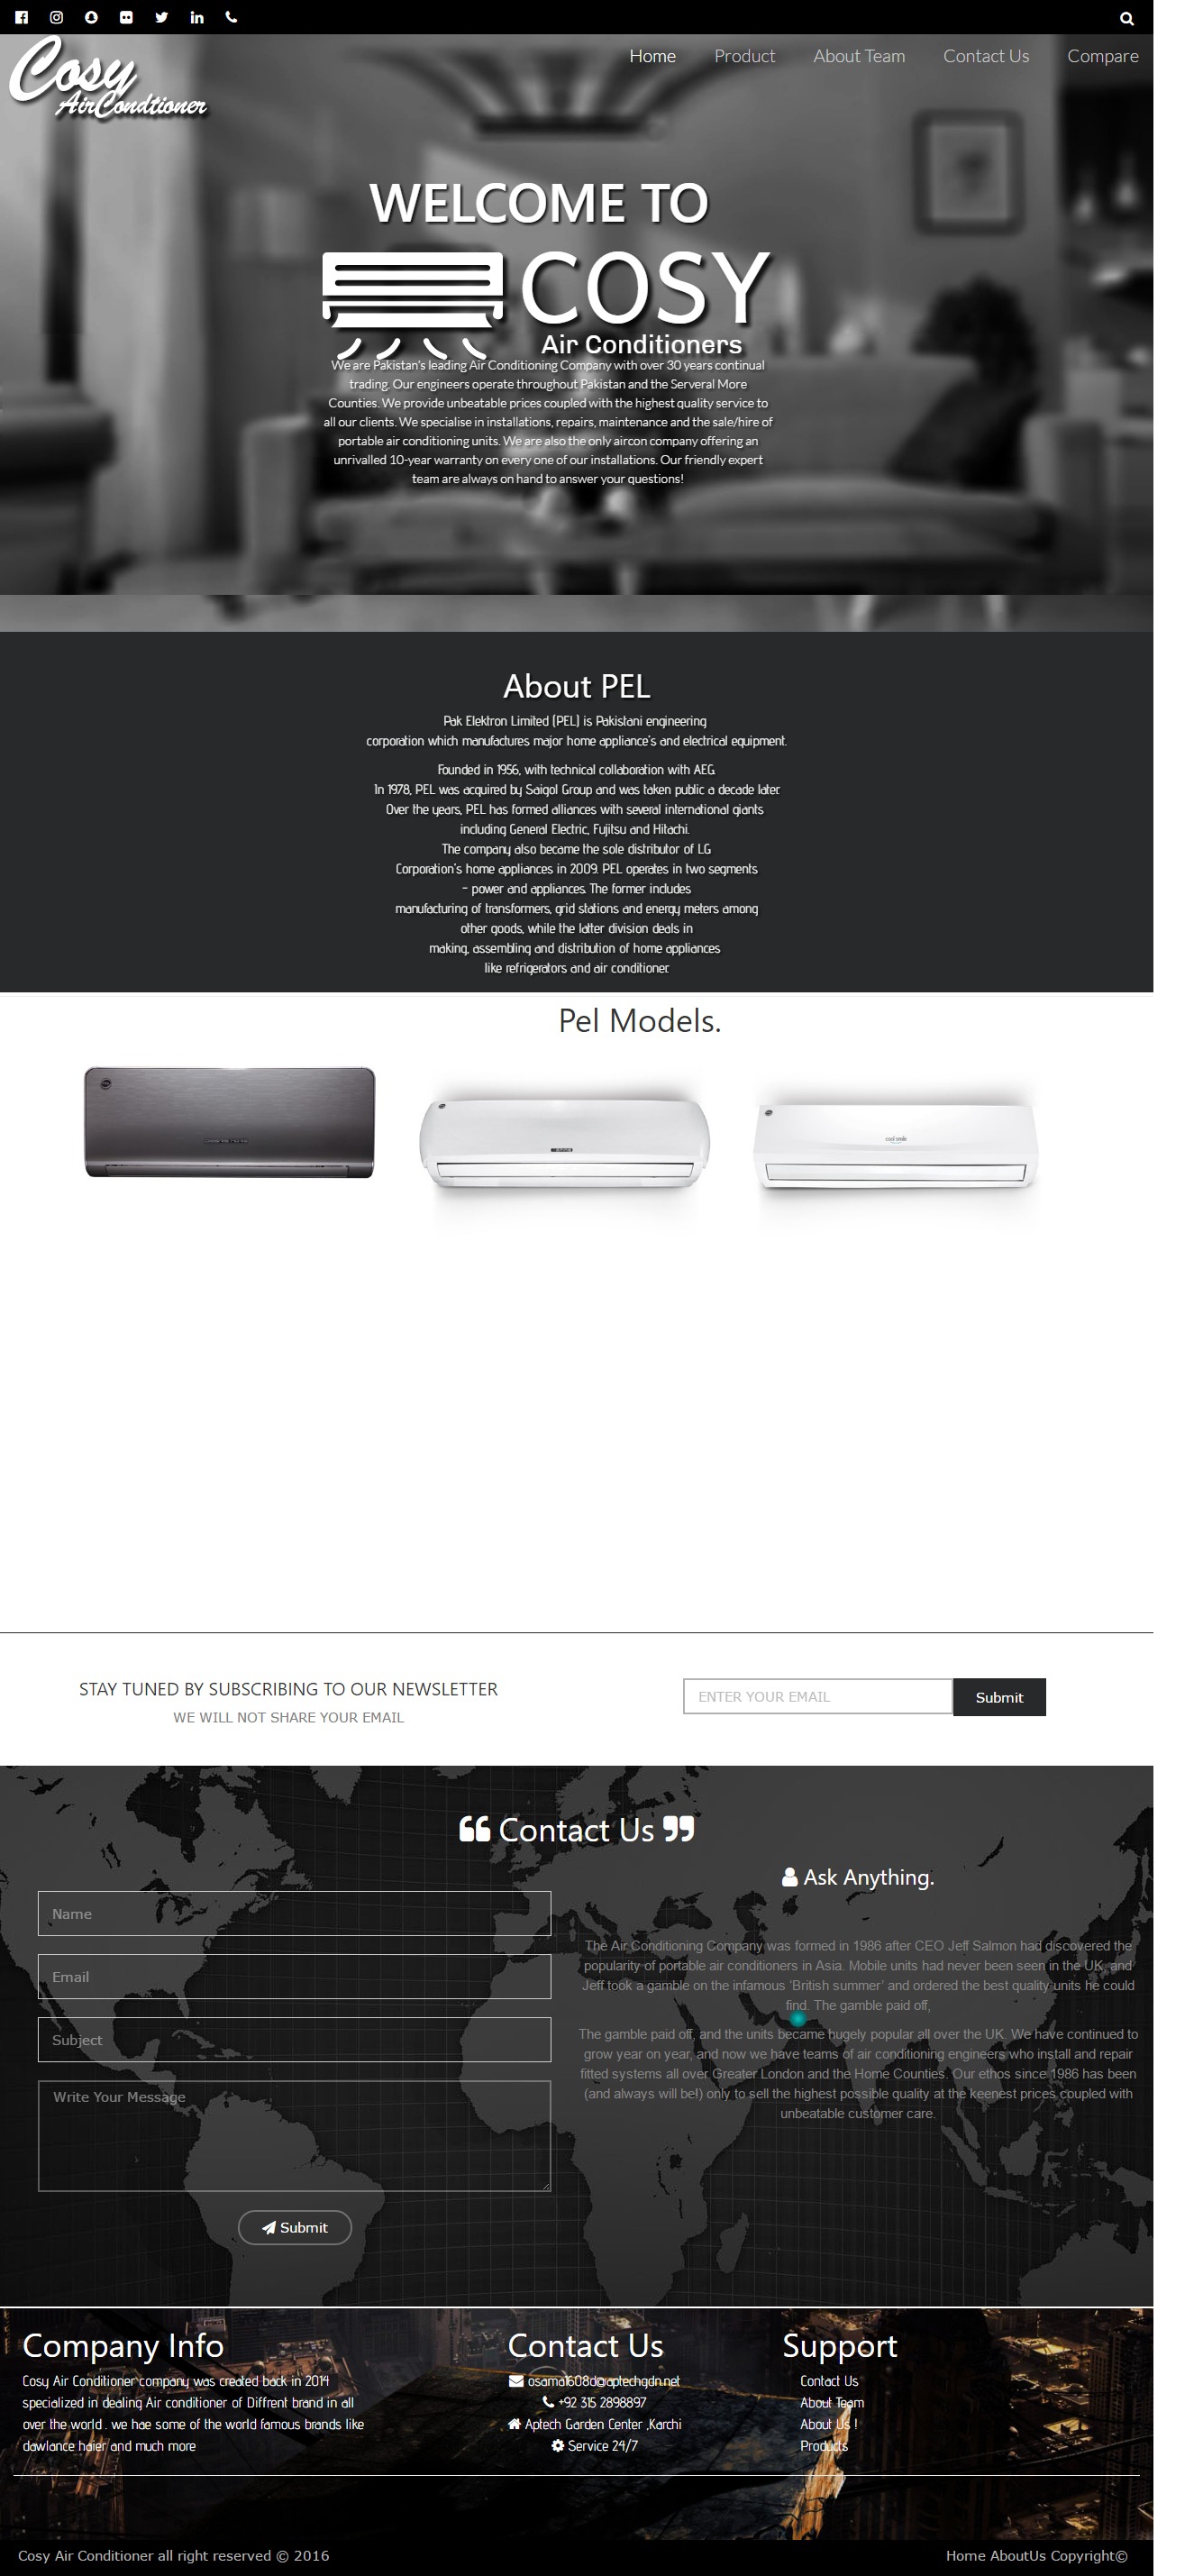 Cosy
AirCondtioner
Home Product About Team Contact Us Compare
WELCOME TO
COSY
Air Conditioners
We are Pakistan's leading Air Conditioning Company with over 30 years continual
trading. Our engineers operate throughout Pakistan and the Serveral More
Counties. We provide unbeatable prices coupled with the highest quality service to
all our clients. We specialise in installations, repairs, maintenance and the sale/hire of
portable air conditioning units. We are also the only aircon company offering an
unrivalled 10-year warranty on every one of our installations. Our friendly expert
team are always on hand to answer your questions!
About PEL
Pak Elektron Limited (PEL) is Pakistani engineering
corporation which manufactures major home appliance's and electrical equipment.
Founded in 1956, with technical collaboration with AEG.
In 1978, PEL was acquired by Saigol Group and was taken public a decade later.
Over the years, PEL has formed alliances with several international giants
including General Electric, Fujitsu and Hitachi.
The company also became the sole distributor of LG
Corporation's home appliances in 2009. PEL operates in two segments
– power and appliances. The former includes
manufacturing of transformers, grid stations and energy meters among
other goods, while the latter division deals in
making, assembling and distribution of home appliances
like refrigerators and air conditioner.
Pel Models.
cool smile
STAY TUNED BY SUBSCRIBING TO OUR NEWSLETTER
WE WILL NOT SHARE YOUR EMAIL
ENTER YOUR EMAIL
Submit
Contact Us
Name
Email
Subject
Write Your Message
Submit
Ask Anything.
The Air Conditioning Company was formed in 1986 after CEO Jeff Salmon had discovered the
popularity of portable air conditioners in Asia. Mobile units had never been seen in the UK, and
Jeff took a gamble on the infamous 'British summer' and ordered the best quality units he could
find. The gamble paid off,
The gamble paid off, and the units became hugely popular all over the UK. We have continued to
grow year on year, and now we have teams of air conditioning engineers who install and repair
fitted systems all over Greater London and the Home Counties. Our ethos since 1986 has been
(and always will be!) only to sell the highest possible quality at the keenest prices coupled with
unbeatable customer care.
Company Info
Cosy Air Conditioner company was created back in 2014
specialized in dealing Air conditioner of Diffrent brand in all
over the world . we hae some of the world famous brands like
dawlance haier and much more
Contact Us
osama1608d@aptechgdn.net
+92 315 2898897
Aptech Garden Center ,Karchi
Service 24/7
Support
Contact Us
About Team
About Us !
Products
Cosy Air Conditioner all right reserved © 2016
Home AboutUs Copyright©